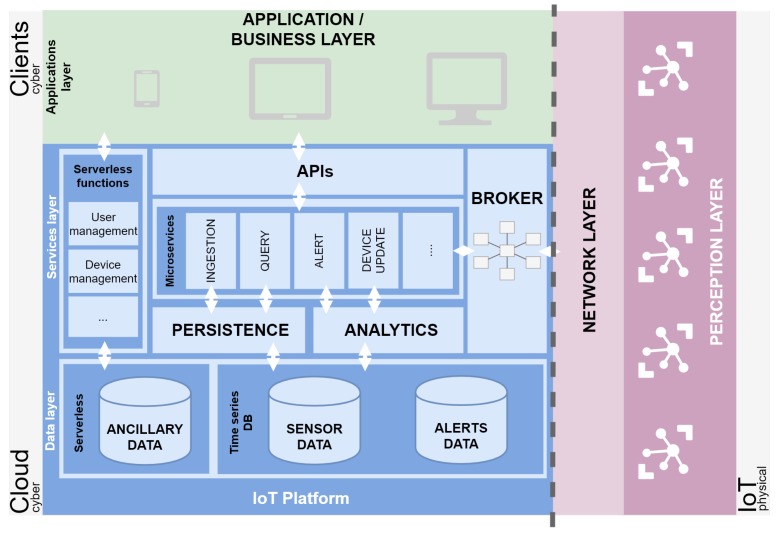 Clients
cyber
Applications
layer
APPLICATION /
BUSINESS LAYER
Services layer
Serverless
functions
User
management
Device
management
...
APIs
Microservices
INGESTION
QUERY
ALERT
DEVICE
UPDATE
....
BROKER
PERSISTENCE
ANALYTICS
Data layer
Serverless
ANCILLARY
DATA
Time series
DB
SENSOR
DATA
ALERTS
DATA
IoT Platform
Cloud
cyber
NETWORK LAYER
PERCEPTION LAYER
IoT
physical